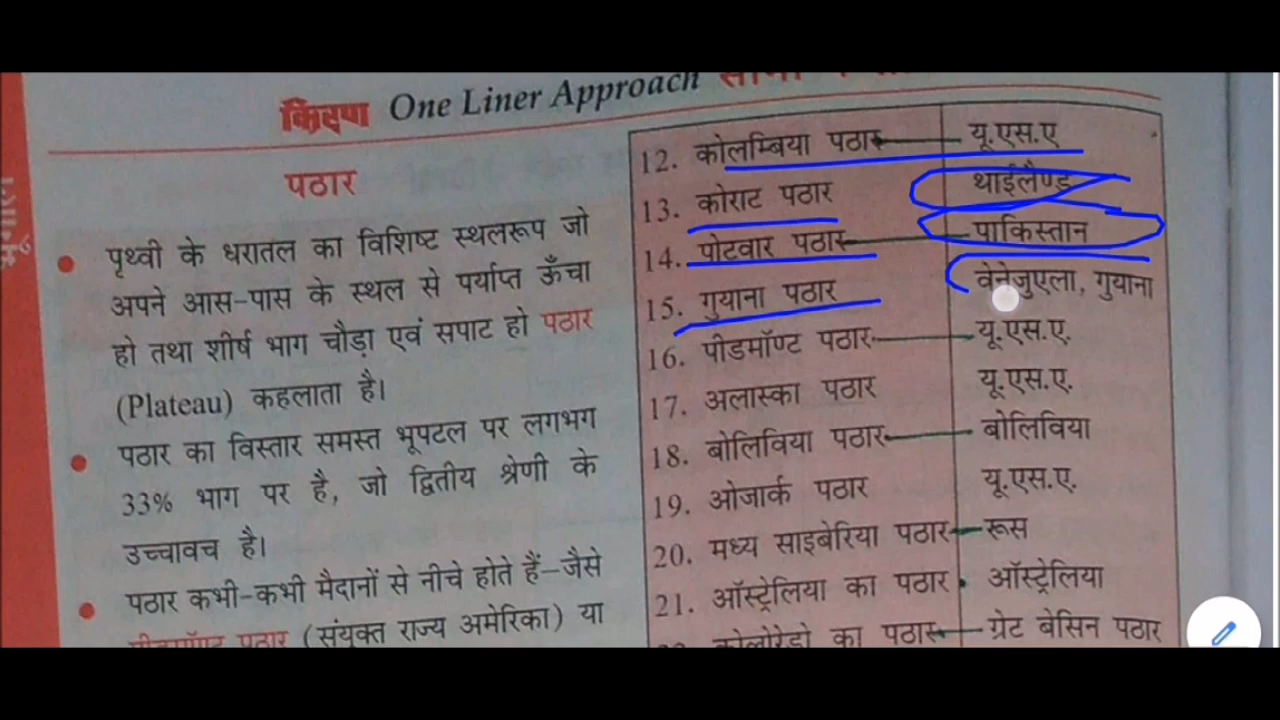 किरण One Liner Approach
पठार
पृथ्वी के धरातल का विशिष्ट स्थलरूप जो
अपने आस-पास के स्थल से पर्याप्त ऊँचा
हो तथा शीर्ष भाग चौड़ा एवं सपाट हो पठार
(Plateau) कहलाता है।
पठार का विस्तार समस्त भूपटल पर लगभग
33% भाग पर है, जो द्वितीय श्रेणी के
उच्चावच है।
पठार कभी-कभी मैदानों से नीचे होते हैं–जैसे
पीडमॉण्ट पठार (संयुक्त राज्य अमेरिका) या
12. कोलम्बिया पठार यू.एस.ए
13. कोराट पठार थाईलैण्ड
14. पोटवार पठार पाकिस्तान
15. गुयाना पठार वेनेजुएला, गुयाना
16. पीडमॉण्ट पठार यू.एस.ए.
17. अलास्का पठार यू.एस.ए.
18. बोलिविया पठार बोलिविया
19. ओजार्क पठार यू.एस.ए.
20. मध्य साइबेरिया पठार रूस
21. ऑस्ट्रेलिया का पठार ऑस्ट्रेलिया
कोलोरेडो का पठार ग्रेट बेसिन पठार